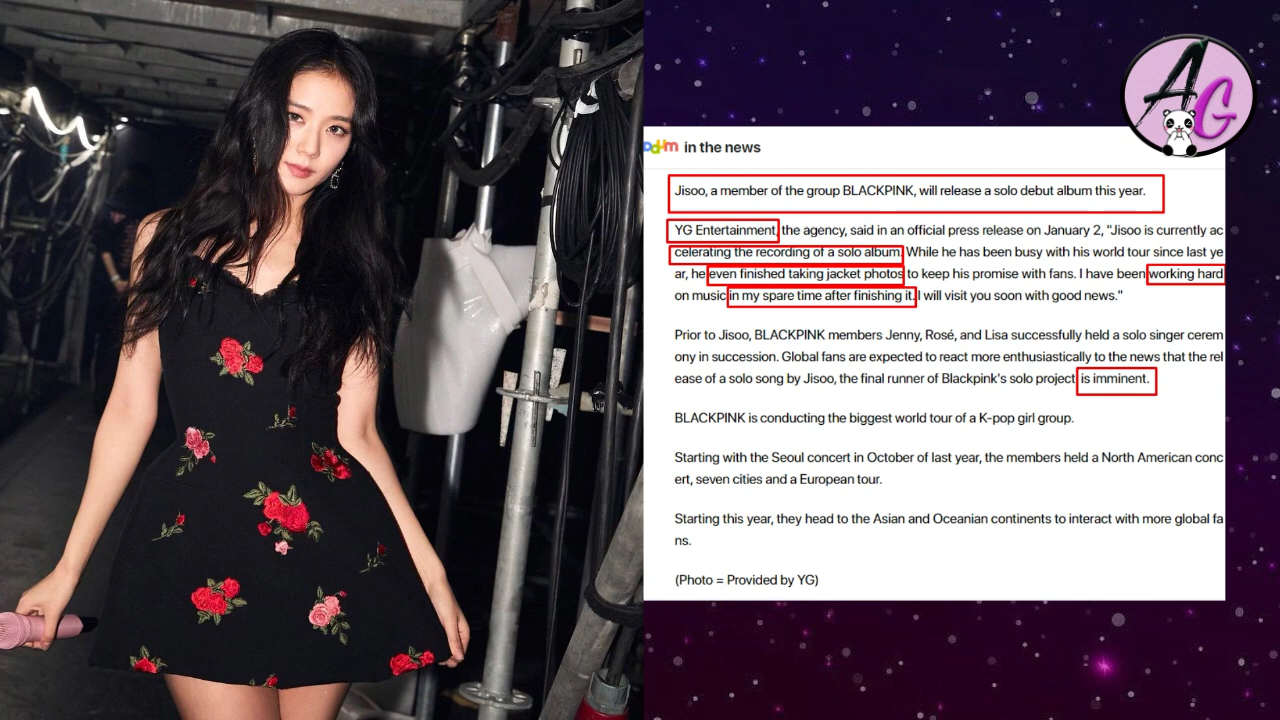 AG
in the news
Jisoo, a member of the group BLACKPINK, will release a solo debut album this year.
YG Entertainment, the agency, said in an official press release on January 2, "Jisoo is currently ac
celerating the recording of a solo album. While he has been busy with his world tour since last ye
ar, he even finished taking jacket photos to keep his promise with fans. I have been working hard
on music in my spare time after finishing it. I will visit you soon with good news."
Prior to Jisoo, BLACKPINK members Jenny, Rosé, and Lisa successfully held a solo singer cerem
ony in succession. Global fans are expected to react more enthusiastically to the news that the rel
ease of a solo song by Jisoo, the final runner of Blackpink's solo project is imminent.
BLACKPINK is conducting the biggest world tour of a K-pop girl group.
Starting with the Seoul concert in October of last year, the members held a North American conc
ert, seven cities and a European tour.
Starting this year, they head to the Asian and Oceanian continents to interact with more global fa
ns.
(Photo = Provided by YG)